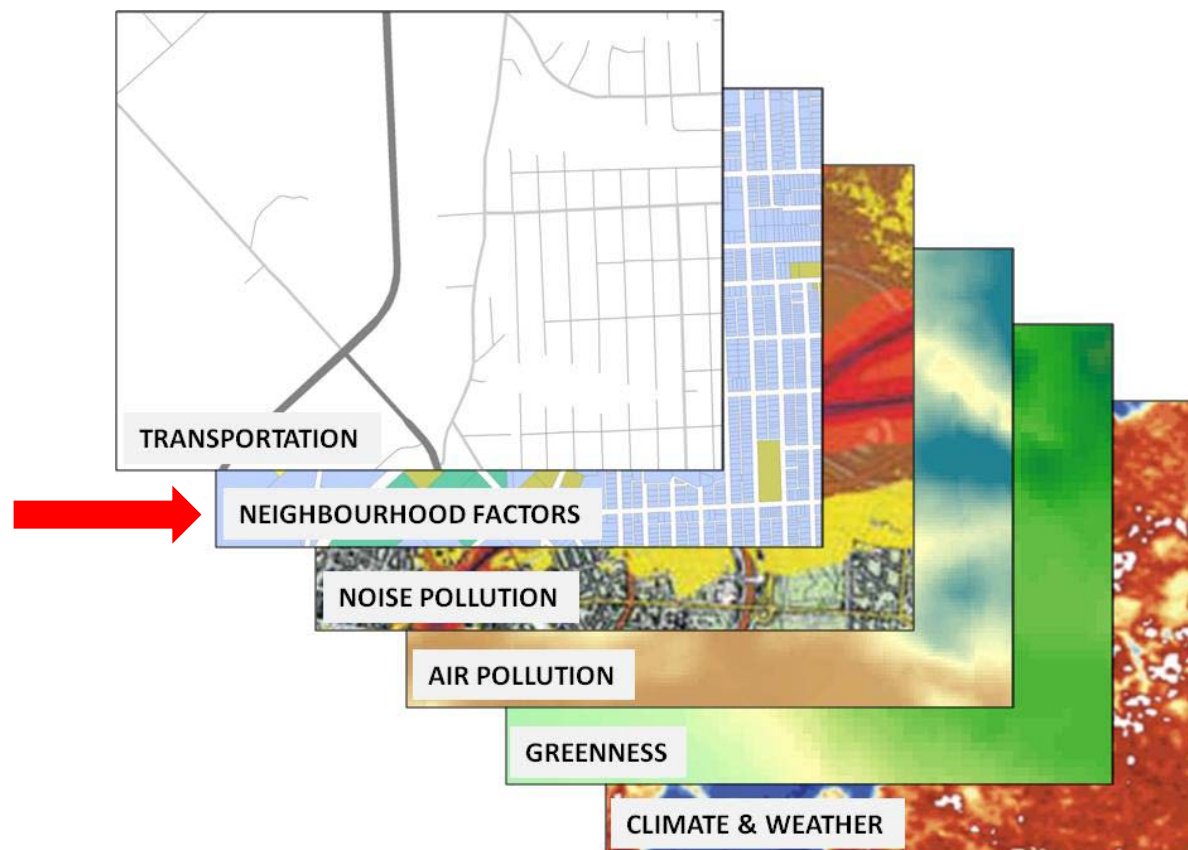 TRANSPORTATION
NEIGHBOURHOOD FACTORS
NOISE POLLUTION
AIR POLLUTION
GREENNESS
CLIMATE & WEATHER